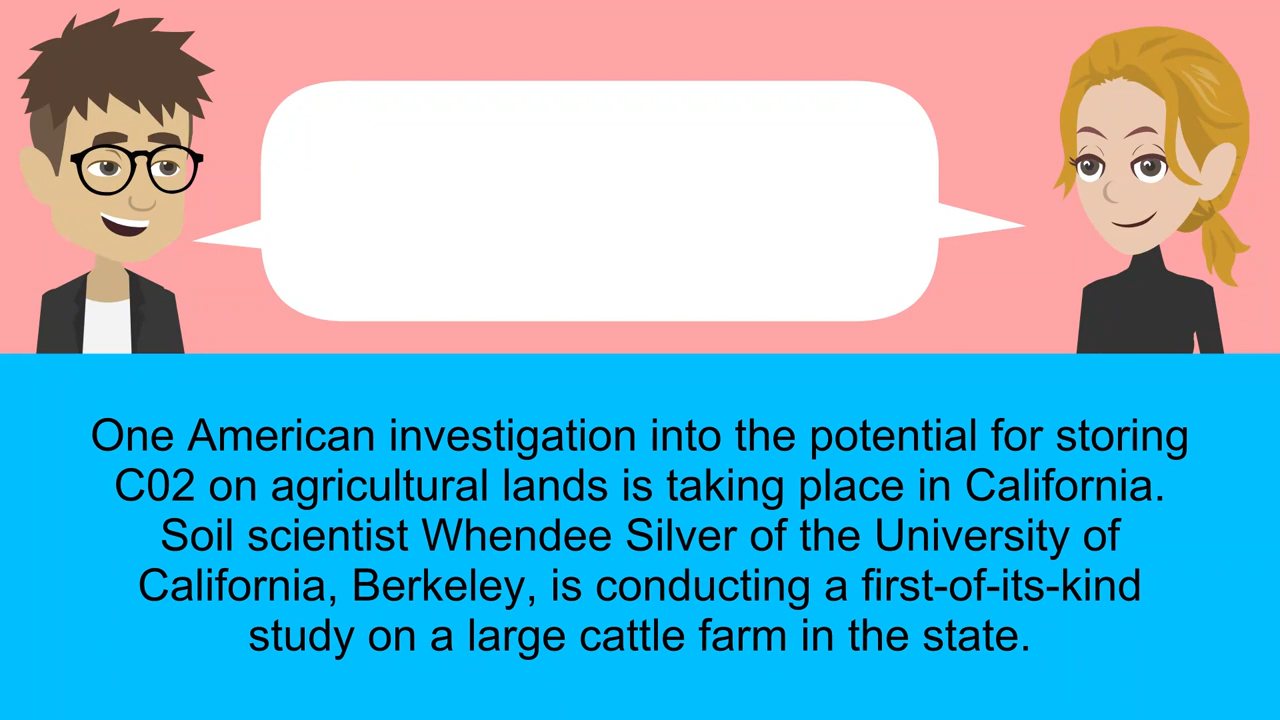 One American investigation into the potential for storing
C02 on agricultural lands is taking place in California.
Soil scientist Whendee Silver of the University of
California, Berkeley, is conducting a first-of-its-kind
study on a large cattle farm in the state.